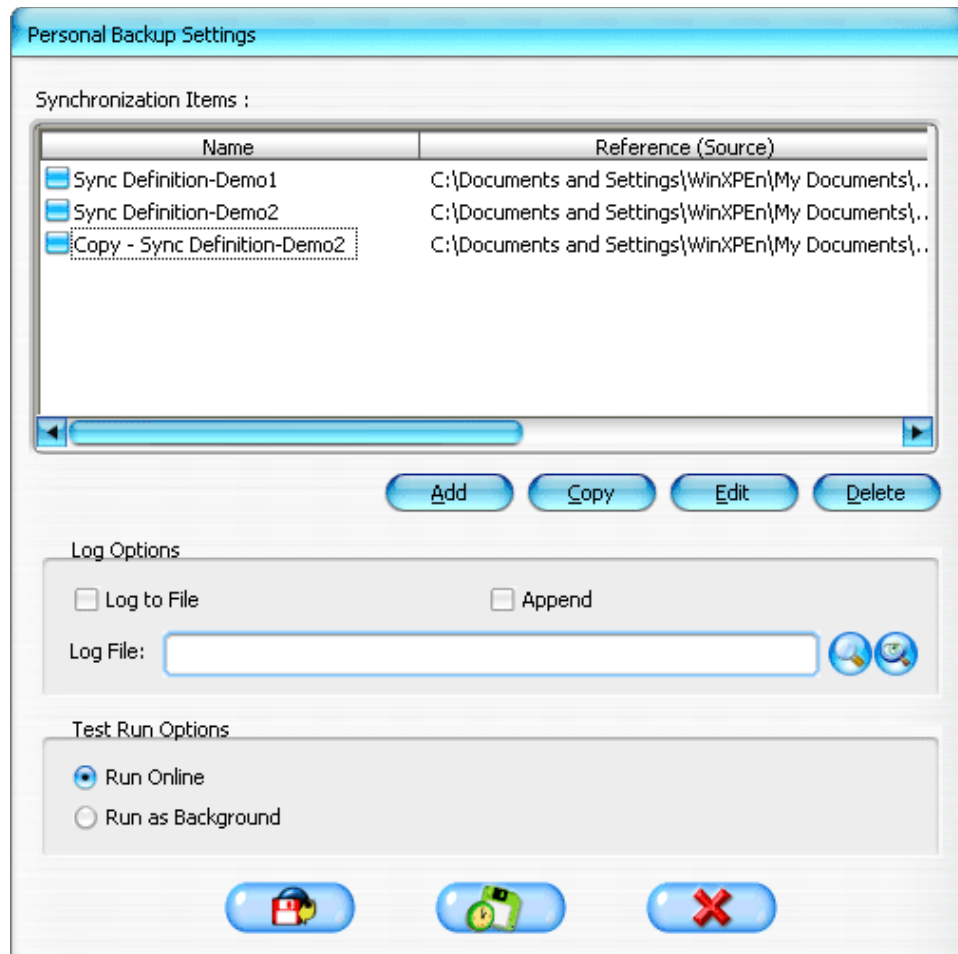 Personal Backup Settings
Synchronization Items :
Name Reference (Source)
Sync Definition-Demo1 C:\Documents and Settings\WinXPEn\My Documents\..
Sync Definition-Demo2 C:\Documents and Settings\WinXPEn\My Documents\..
Copy - Sync Definition-Demo2 C:\Documents and Settings\WinXPEn\My Documents\..
Add Copy Edit Delete
Log Options
Log to File Append
Log File:
Test Run Options
Run Online
Run as Background